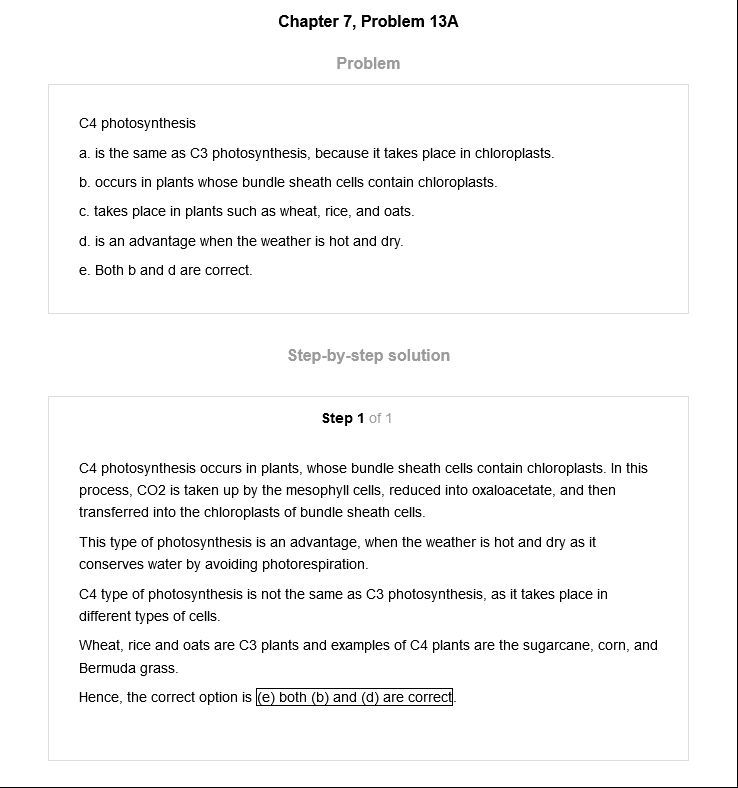 Chapter 7, Problem 13A
Problem
C4 photosynthesis
a. is the same as C3 photosynthesis, because it takes place in chloroplasts.
b. occurs in plants whose bundle sheath cells contain chloroplasts.
c. takes place in plants such as wheat, rice, and oats.
d. is an advantage when the weather is hot and dry.
e. Both b and d are correct.
Step-by-step solution
Step 1 of 1
C4 photosynthesis occurs in plants, whose bundle sheath cells contain chloroplasts. In this
process, CO2 is taken up by the mesophyll cells, reduced into oxaloacetate, and then
transferred into the chloroplasts of bundle sheath cells.
This type of photosynthesis is an advantage, when the weather is hot and dry as it
conserves water by avoiding photorespiration.
C4 type of photosynthesis is not the same as C3 photosynthesis, as it takes place in
different types of cells.
Wheat, rice and oats are C3 plants and examples of C4 plants are the sugarcane, corn, and
Bermuda grass.
Hence, the correct option is (e) both (b) and (d) are correct.